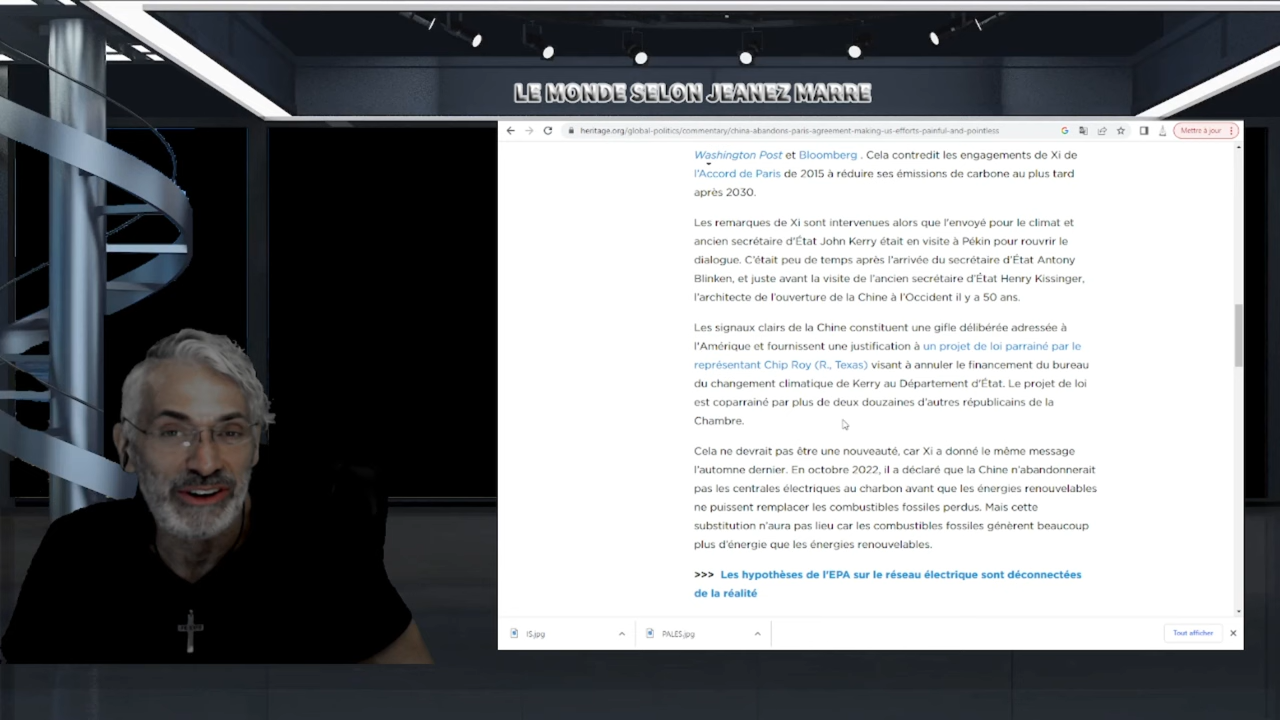 LE MONDE SELON JEANEZ MARRE
heritage.org/global-politics/commentary/china-abandons-paris-agreement-making-us-efforts-painful-and-pointless
Mettre à jour
Washington Post et Bloomberg . Cela contredit les engagements de Xi de
l'Accord de Paris de 2015 à réduire ses émissions de carbone au plus tard
après 2030.
Les remarques de Xi sont intervenues alors que l'envoyé pour le climat et
ancien secrétaire d'État John Kerry était en visite à Pékin pour rouvrir le
dialogue. C'était peu de temps après l'arrivée du secrétaire d'État Antony
Blinken, et juste avant la visite de l'ancien secrétaire d'État Henry Kissinger,
l'architecte de l'ouverture de la Chine à l'Occident il y a 50 ans.
Les signaux clairs de la Chine constituent une gifle délibérée adressée à
l'Amérique et fournissent une justification à un projet de loi parrainé par le
représentant Chip Roy (R., Texas) visant à annuler le financement du bureau
du changement climatique de Kerry au Département d'État. Le projet de loi
est coparrainé par plus de deux douzaines d'autres républicains de la
Chambre.
Cela ne devrait pas être une nouveauté, car Xi a donné le même message
l'automne dernier. En octobre 2022, il a déclaré que la Chine n'abandonnerait
pas les centrales électriques au charbon avant que les énergies renouvelables
ne puissent remplacer les combustibles fossiles perdus. Mais cette
substitution n'aura pas lieu car les combustibles fossiles génèrent beaucoup
plus d'énergie que les énergies renouvelables.
>>> Les hypothèses de l'EPA sur le réseau électrique sont déconnectées
de la réalité
IS.jpg
PALES.jpg
Tout afficher